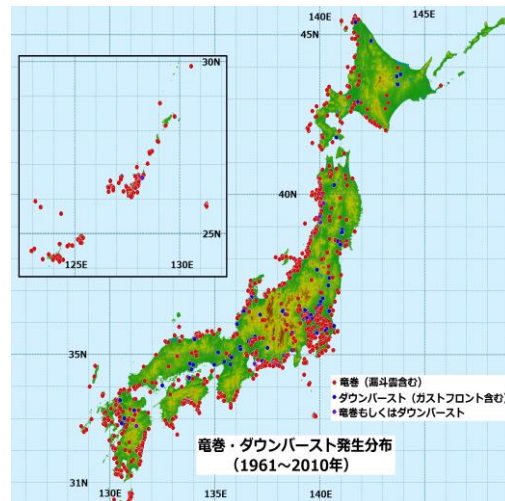 140E
145E
45N
30N
40N
25N
125E
130E
35N
● 竜巻（漏斗雲含む）
● ダウンバースト（ガストフロント含む）
● 竜巻もしくはダウンバースト
竜巻・ダウンバースト発生分布
（1961～2010年）
31N
130E
135E
140E